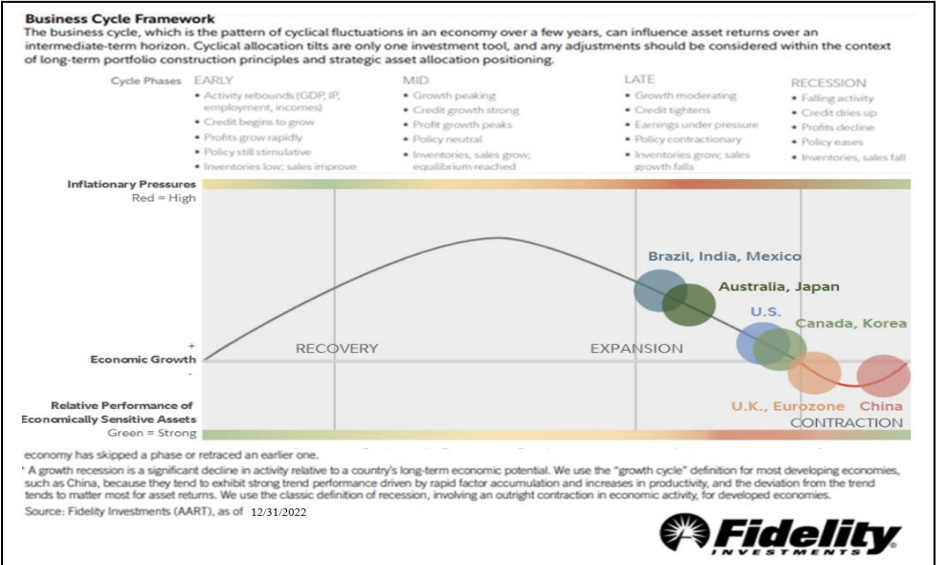 Business Cycle Framework
The business cycle, which is the pattern of cyclical fluctuations in an economy over a few years, can influence asset returns over an
intermediate-term horizon. Cyclical allocation tilts are only one investment tool, and any adjustments should be considered within the context
of long-term portfolio construction principles and strategic asset allocation positioning.
Cycle Phases
EARLY
• Activity rebounds (GDP, IP,
employment, incomes)
• Credit begins to grow
• Profits grow rapidly
• Policy still stimulative
• Inventories low; sales improve
MID
• Growth peaking
• Credit growth strong
• Profit growth peaks
• Policy neutral
• Inventories, sales grow;
equilibrium reached
LATE
• Growth moderating
• Credit tightens
• Earnings under pressure
• Policy contractionary
• Inventories grow; sales
growth falls
RECESSION
• Falling activity
• Credit dries up
• Profits decline
• Policy eases
• Inventories, sales fall
Inflationary Pressures
Red = High
Brazil, India, Mexico
Australia, Japan
U.S.
Canada, Korea
RECOVERY
EXPANSION
+
Economic Growth
-
U.K., Eurozone
China
CONTRACTION
Relative Performance of
Economically Sensitive Assets
Green = Strong
economy has skipped a phase or retraced an earlier one.
* A growth recession is a significant decline in activity relative to a country's long-term economic potential. We use the "growth cycle" definition for most developing economies,
such as China, because they tend to exhibit strong trend performance driven by rapid factor accumulation and increases in productivity, and the deviation from the trend
tends to matter most for asset returns. We use the classic definition of recession, involving an outright contraction in economic activity, for developed economies.
Source: Fidelity Investments (AART), as of 12/31/2022
Fidelity
INVESTMENTS